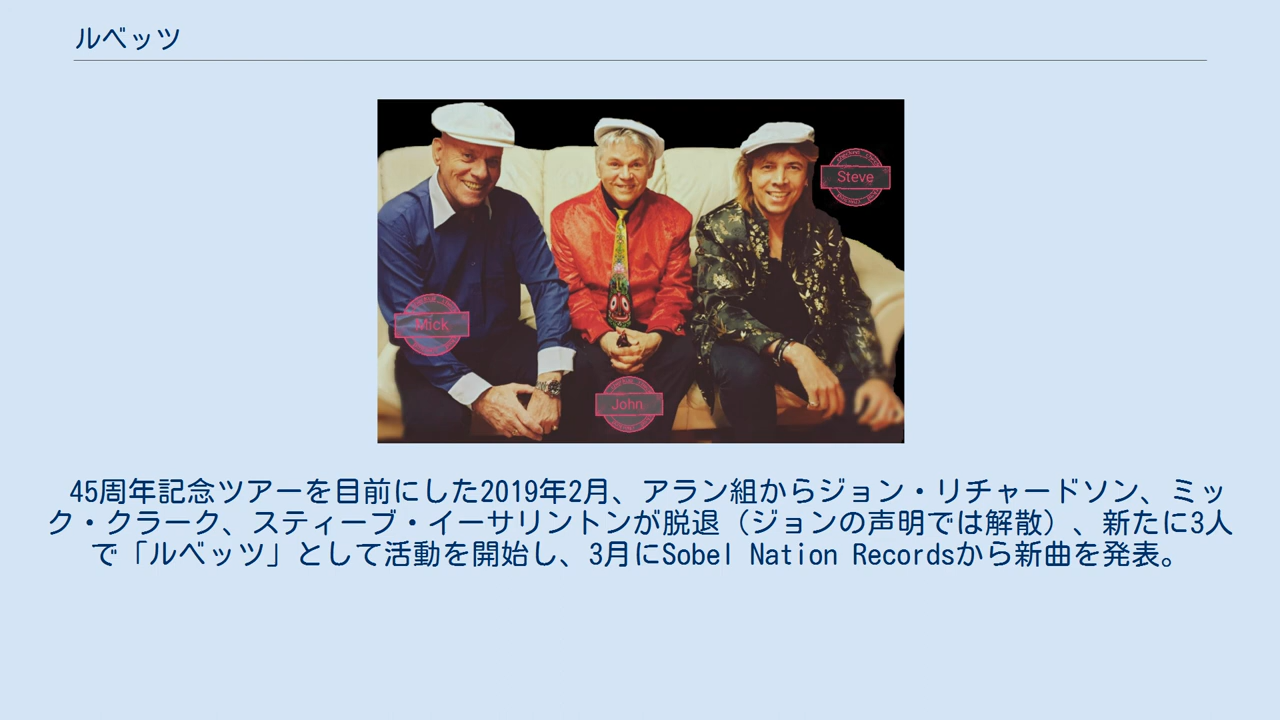 ルベッツ
Steve
Mick
John
45周年記念ツアーを目前にした2019年2月、アラン組からジョン・リチャードソン、ミッ
ク・クラーク、スティーブ・イーサリントンが脱退（ジョンの声明では解散）、新たに3人
で「ルベッツ」として活動を開始し、3月にSobel Nation Recordsから新曲を発表。